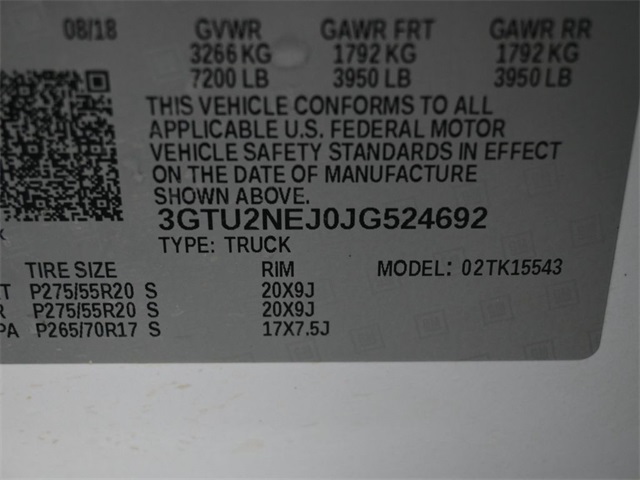 08/18 GVWR GAWR FRT GAWR RR
3266 KG 1792 KG 1792 KG
7200 LB 3950 LB 3950 LB
THIS VEHICLE CONFORMS TO ALL
APPLICABLE U.S. FEDERAL MOTOR
VEHICLE SAFETY STANDARDS IN EFFECT
ON THE DATE OF MANUFACTURE
SHOWN ABOVE.
3GTU2NEJ0JG524692
TYPE: TRUCK
TIRE SIZE RIM MODEL: 02TK15543
P275/55R20 S 20X9J
R P275/55R20 S 20X9J
PA P265/70R17 S 17X7.5J